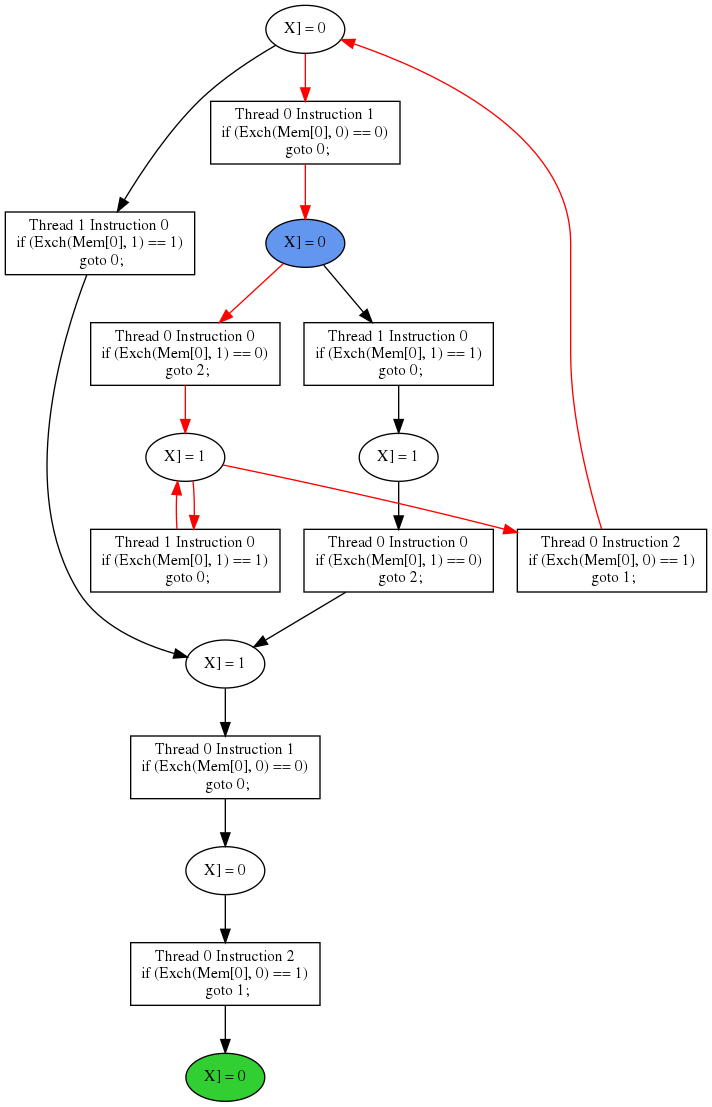 X] = 0
Thread 0 Instruction 1
if (Exch(Mem[0], 0) == 0)
goto 0;
Thread 1 Instruction 0
if (Exch(Mem[0], 1) == 1)
goto 0;
X] = 0
Thread 0 Instruction 0
if (Exch(Mem[0], 1) == 0)
goto 2;
Thread 1 Instruction 0
if (Exch(Mem[0], 1) == 1)
goto 0;
X] = 1
X] = 1
Thread 1 Instruction 0
if (Exch(Mem[0], 1) == 1)
goto 0;
Thread 0 Instruction 0
if (Exch(Mem[0], 1) == 0)
goto 2;
Thread 0 Instruction 2
if (Exch(Mem[0], 0) == 1)
goto 1;
X] = 1
Thread 0 Instruction 1
if (Exch(Mem[0], 0) == 0)
goto 0;
X] = 0
Thread 0 Instruction 2
if (Exch(Mem[0], 0) == 1)
goto 1;
X] = 0